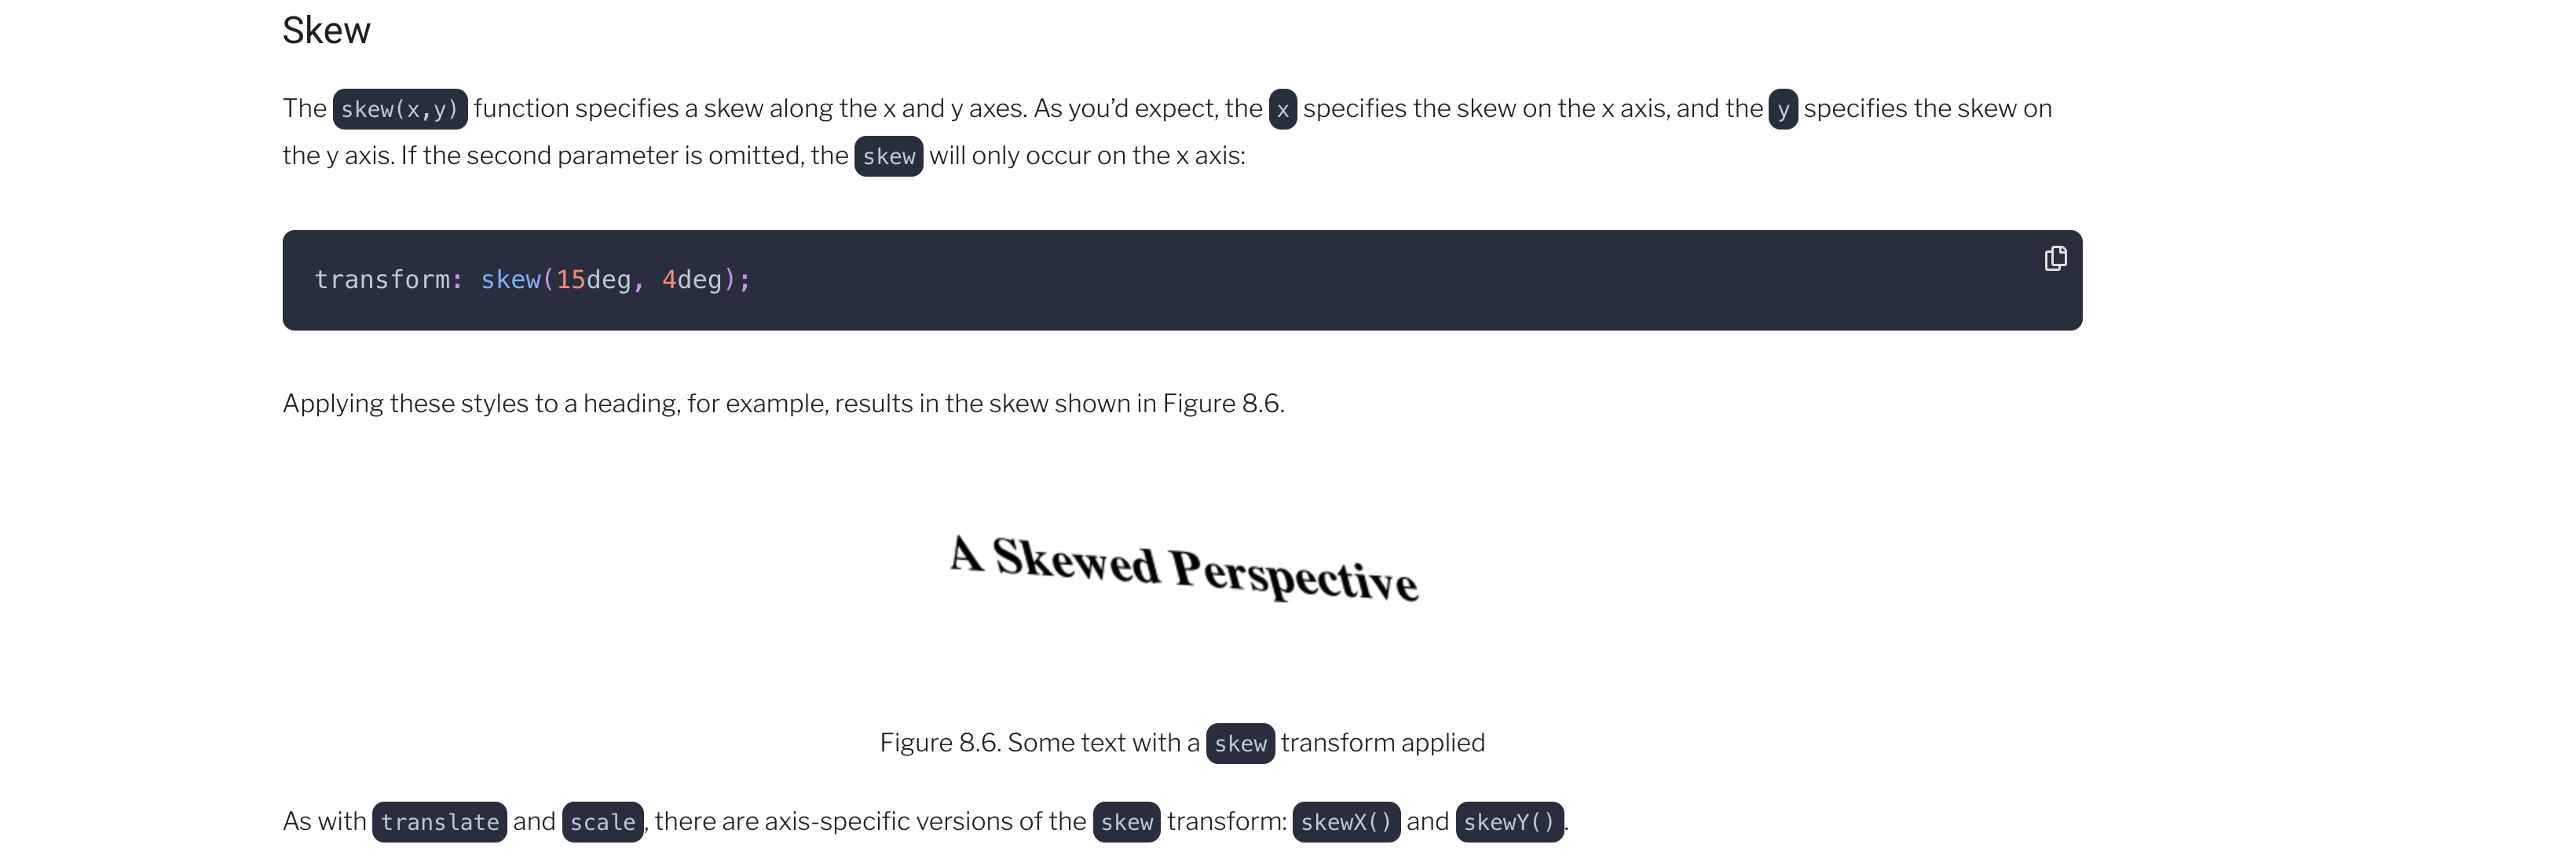 Skew
The skew(x,y) function specifies a skew along the x and y axes. As you’d expect, the x specifies the skew on the x axis, and the y specifies the skew on
the y axis. If the second parameter is omitted, the skew will only occur on the x axis:
transform: skew(15deg, 4deg);
Applying these styles to a heading, for example, results in the skew shown in Figure 8.6.
A Skewed Perspective
Figure 8.6. Some text with a skew transform applied
As with translate and scale, there are axis-specific versions of the skew transform: skewX() and skewY().